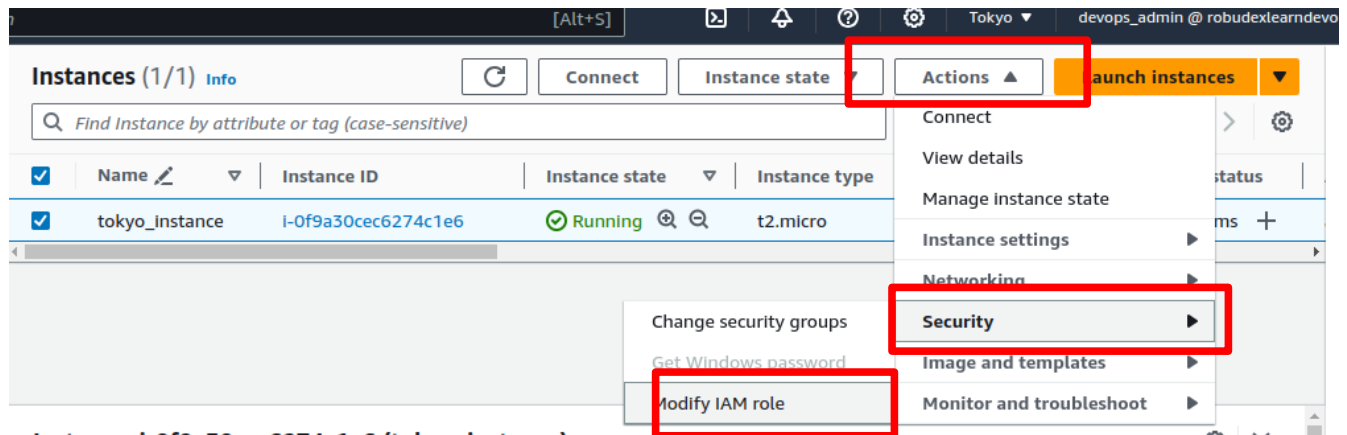 [Alt+S] Tokyo ▼ devops_admin @ robudexlearndevo
Instances (1/1) Info Connect Instance state Actions ▲ Launch instances ▼
Find Instance by attribute or tag (case-sensitive)
Connect
View details
Name Instance ID Instance state Instance type status
Manage instance state
tokyo_instance i-0f9a30cec6274c1e6 Running t2.micro
Instance settings
Networking
Change security groups Security
Get Windows password Image and templates
Modify IAM role Monitor and troubleshoot